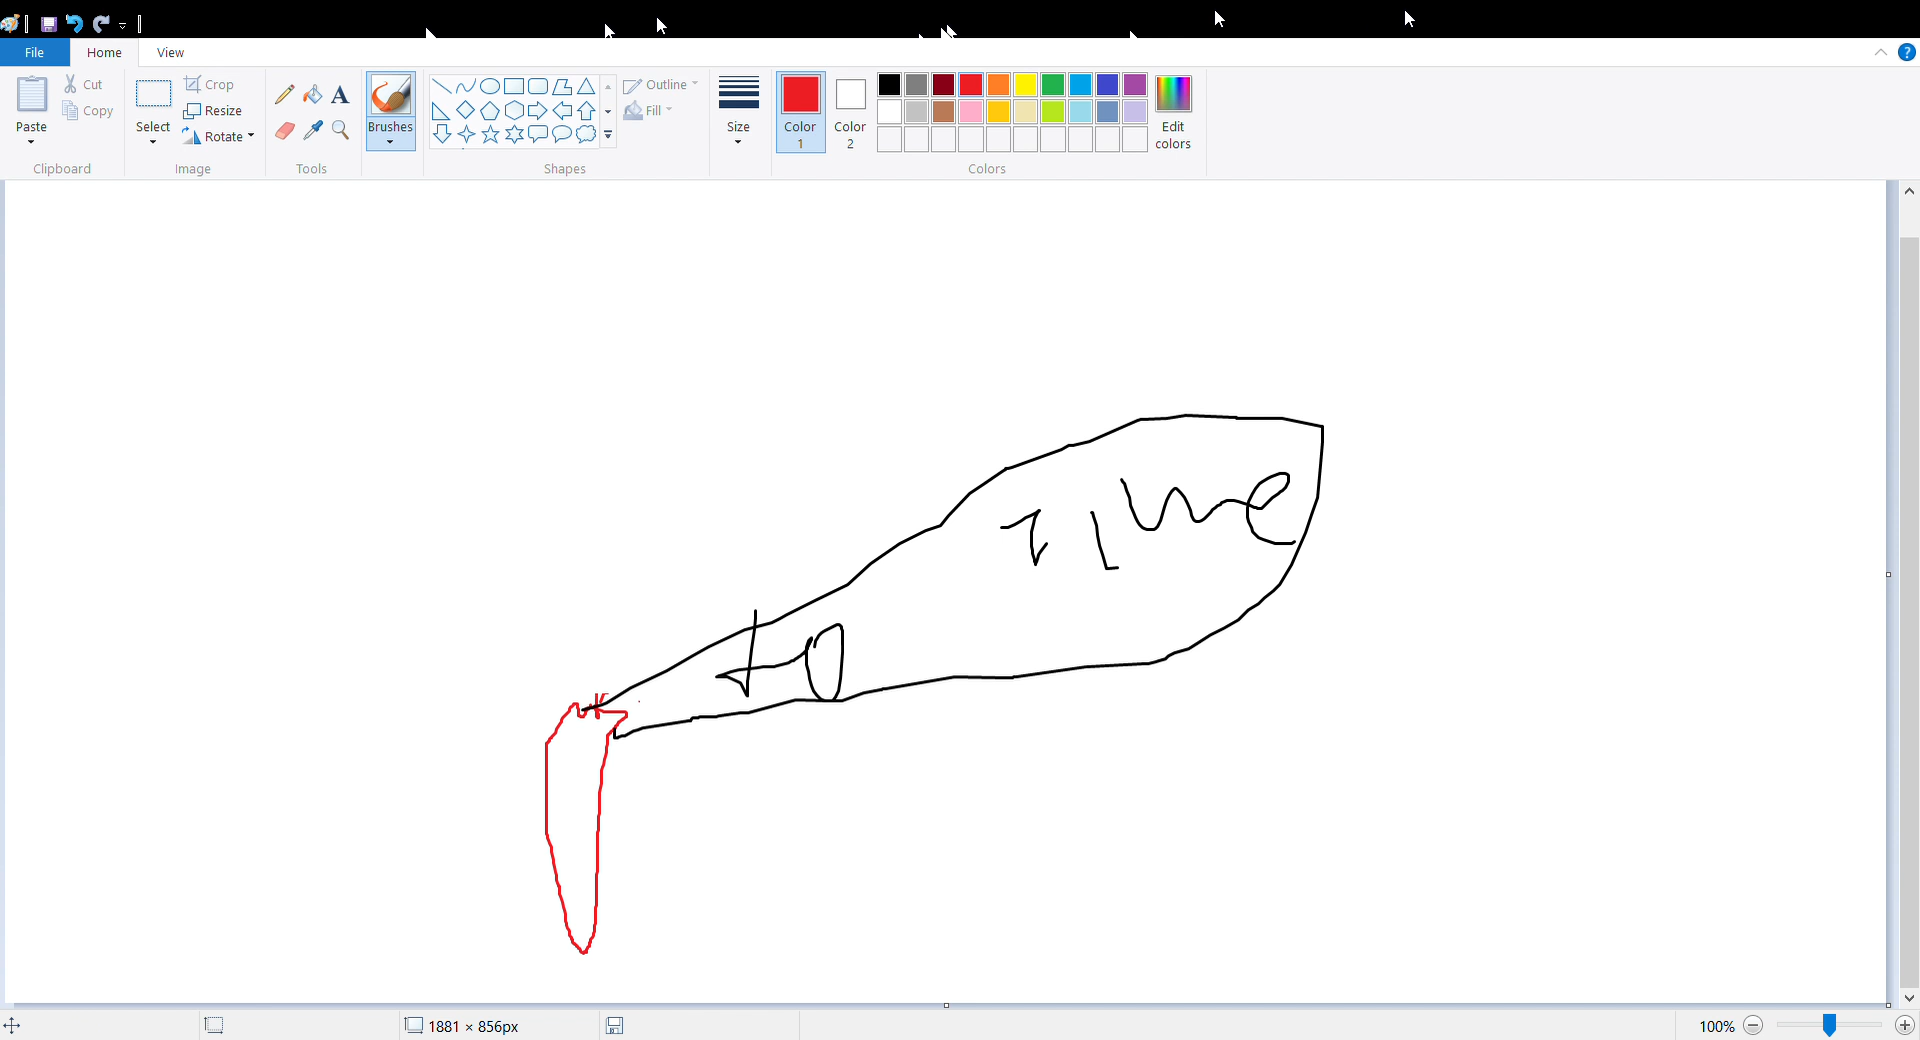 File Home View
Paste Cut Copy Clipboard
Select Crop Resize Rotate Image
A Tools
Brushes
Shapes Outline Fill
Size
Color 1 Color 2 Edit colors Colors
Time
to
1881 × 856px 100%